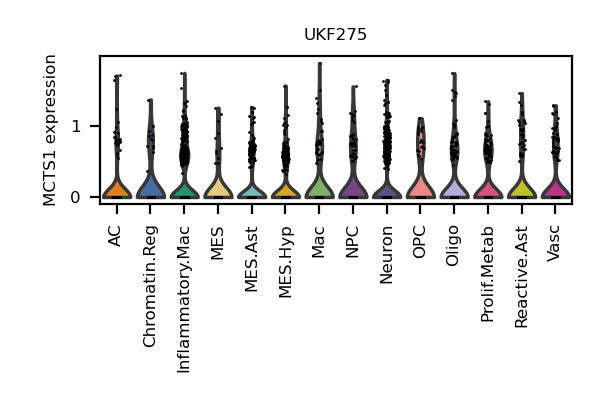 UKF275
MCTS1 expression
1
0
AC
Chromatin.Reg
Inflammatory.Mac
MES
MES.Ast
MES.Hyp
Mac
NPC
Neuron
OPC
Oligo
Prolif.Metab
Reactive.Ast
Vasc